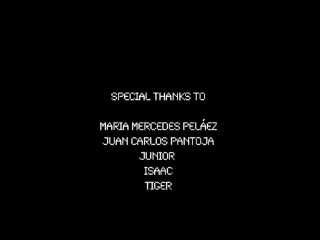 SPECIAL THANKS TO
MARIA MERCEDES PELÁEZ
JUAN CARLOS PANTOJA
JUNIOR
ISAAC
TIGER